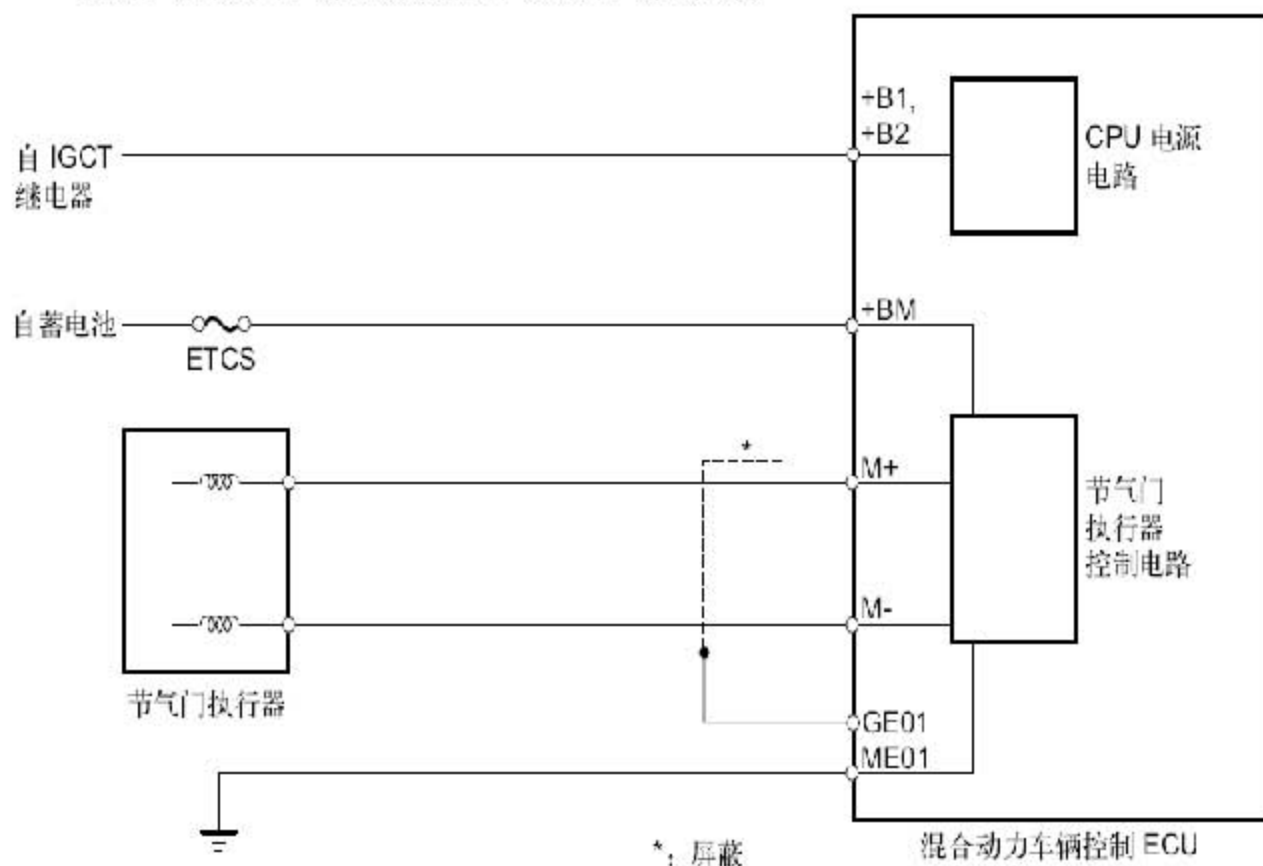 +B1,
+B2
CPU 电源
电路
自 IGCT
继电器
自蓄电池
ETCS
+BM
*
M+
节气门
执行器
控制电路
M-
节气门执行器
GE01
ME01
*：屏蔽
混合动力车辆控制 ECU